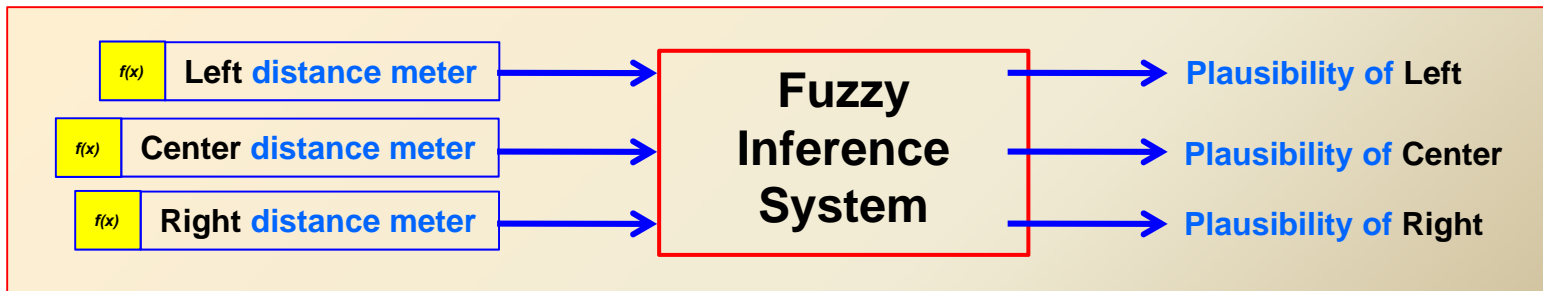 f(x) Left distance meter
f(x) Center distance meter
f(x) Right distance meter
Fuzzy
Inference
System
Plausibility of Left
Plausibility of Center
Plausibility of Right